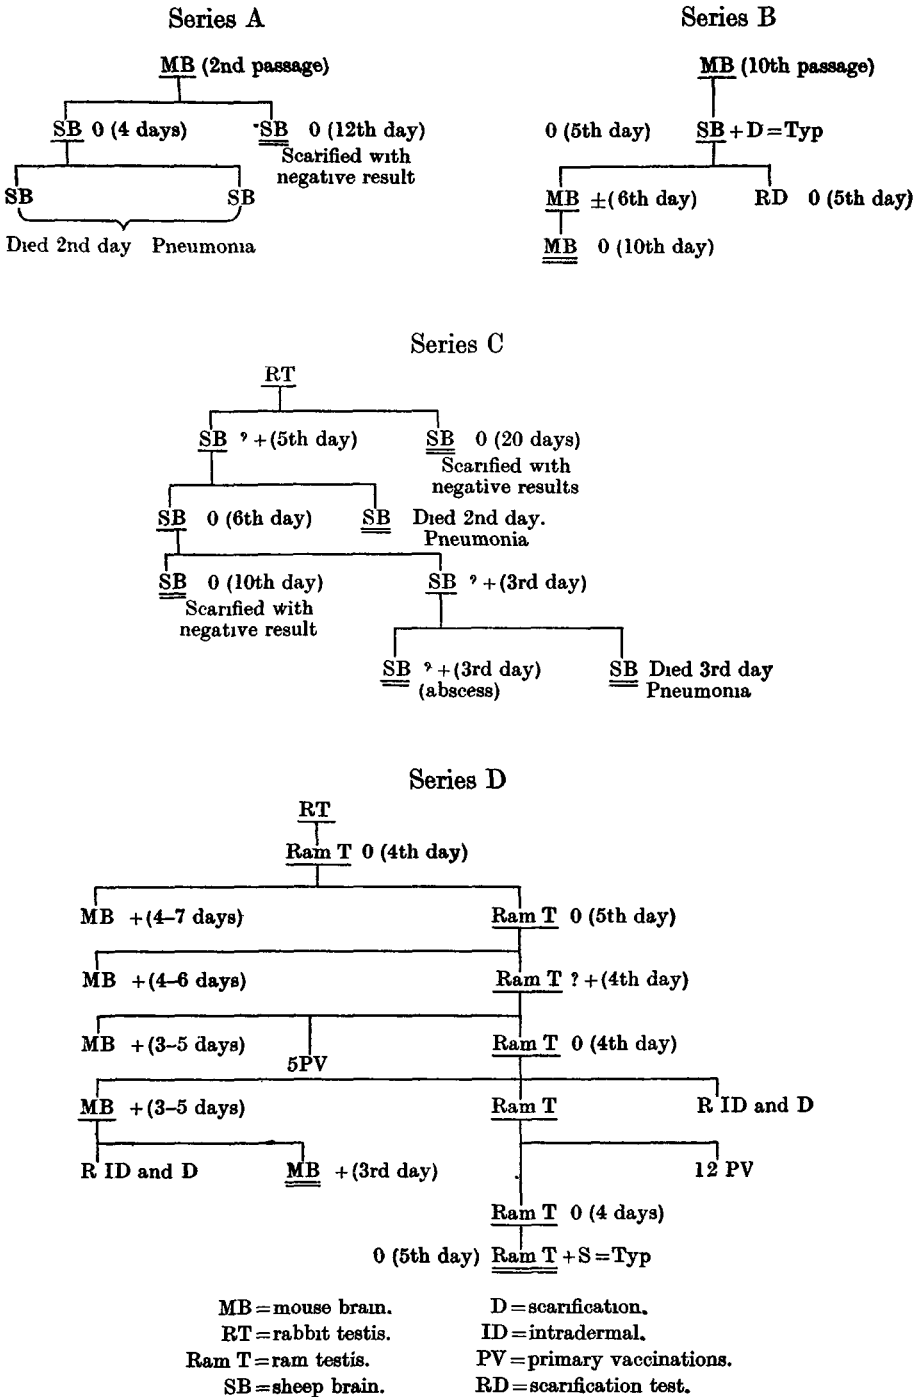 Series A
MB (2nd passage)
SB 0 (4 days)
SB 0 (12th day)
Scarified with
negative result
SB
SB
Died 2nd day Pneumonia
Series B
MB (10th passage)
0 (5th day) SB + D = Typ
MB ±(6th day)
RD 0 (5th day)
MB 0 (10th day)
Series C
RT
SB ? + (5th day)
SB 0 (20 days)
Scarified with
negative results
SB 0 (6th day)
SB Died 2nd day.
Pneumonia
SB 0 (10th day)
Scarified with
negative result
SB ? + (3rd day)
SB ? + (3rd day)
(abscess)
SB Died 3rd day
Pneumonia
Series D
RT
Ram T 0 (4th day)
MB + (4–7 days)
Ram T 0 (5th day)
MB + (4–6 days)
Ram T ? + (4th day)
MB + (3–5 days)
5PV
Ram T 0 (4th day)
MB + (3–5 days)
Ram T
R ID and D
R ID and D
MB + (3rd day)
12 PV
Ram T 0 (4 days)
0 (5th day) Ram T + S = Typ
MB = mouse brain.
RT = rabbit testis.
Ram T = ram testis.
SB = sheep brain.
D = scarification.
ID = intradermal.
PV = primary vaccinations.
RD = scarification test.